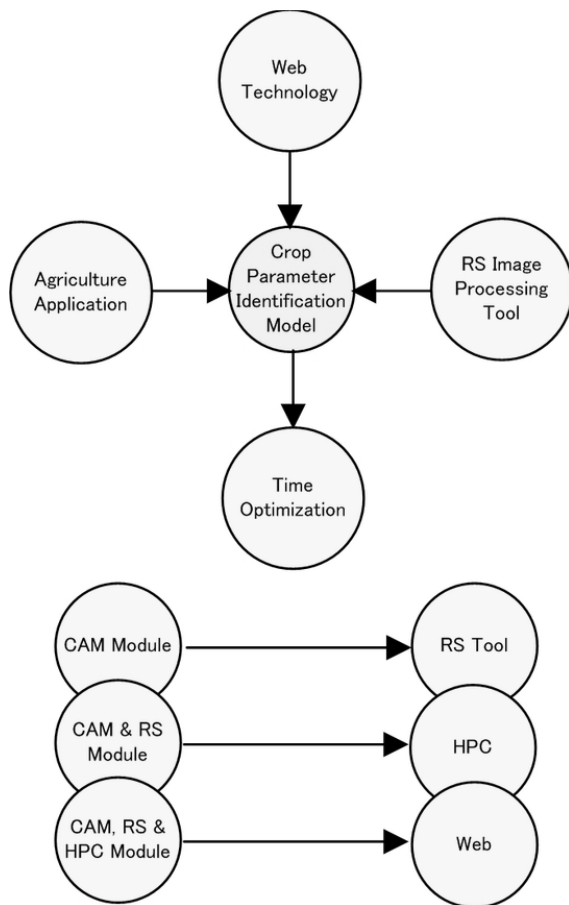 Web
Technology
Agriculture
Application
Crop
Parameter
Identification
Model
RS Image
Processing
Tool
Time
Optimization
CAM Module
RS Tool
CAM & RS
Module
HPC
CAM, RS &
HPC Module
Web